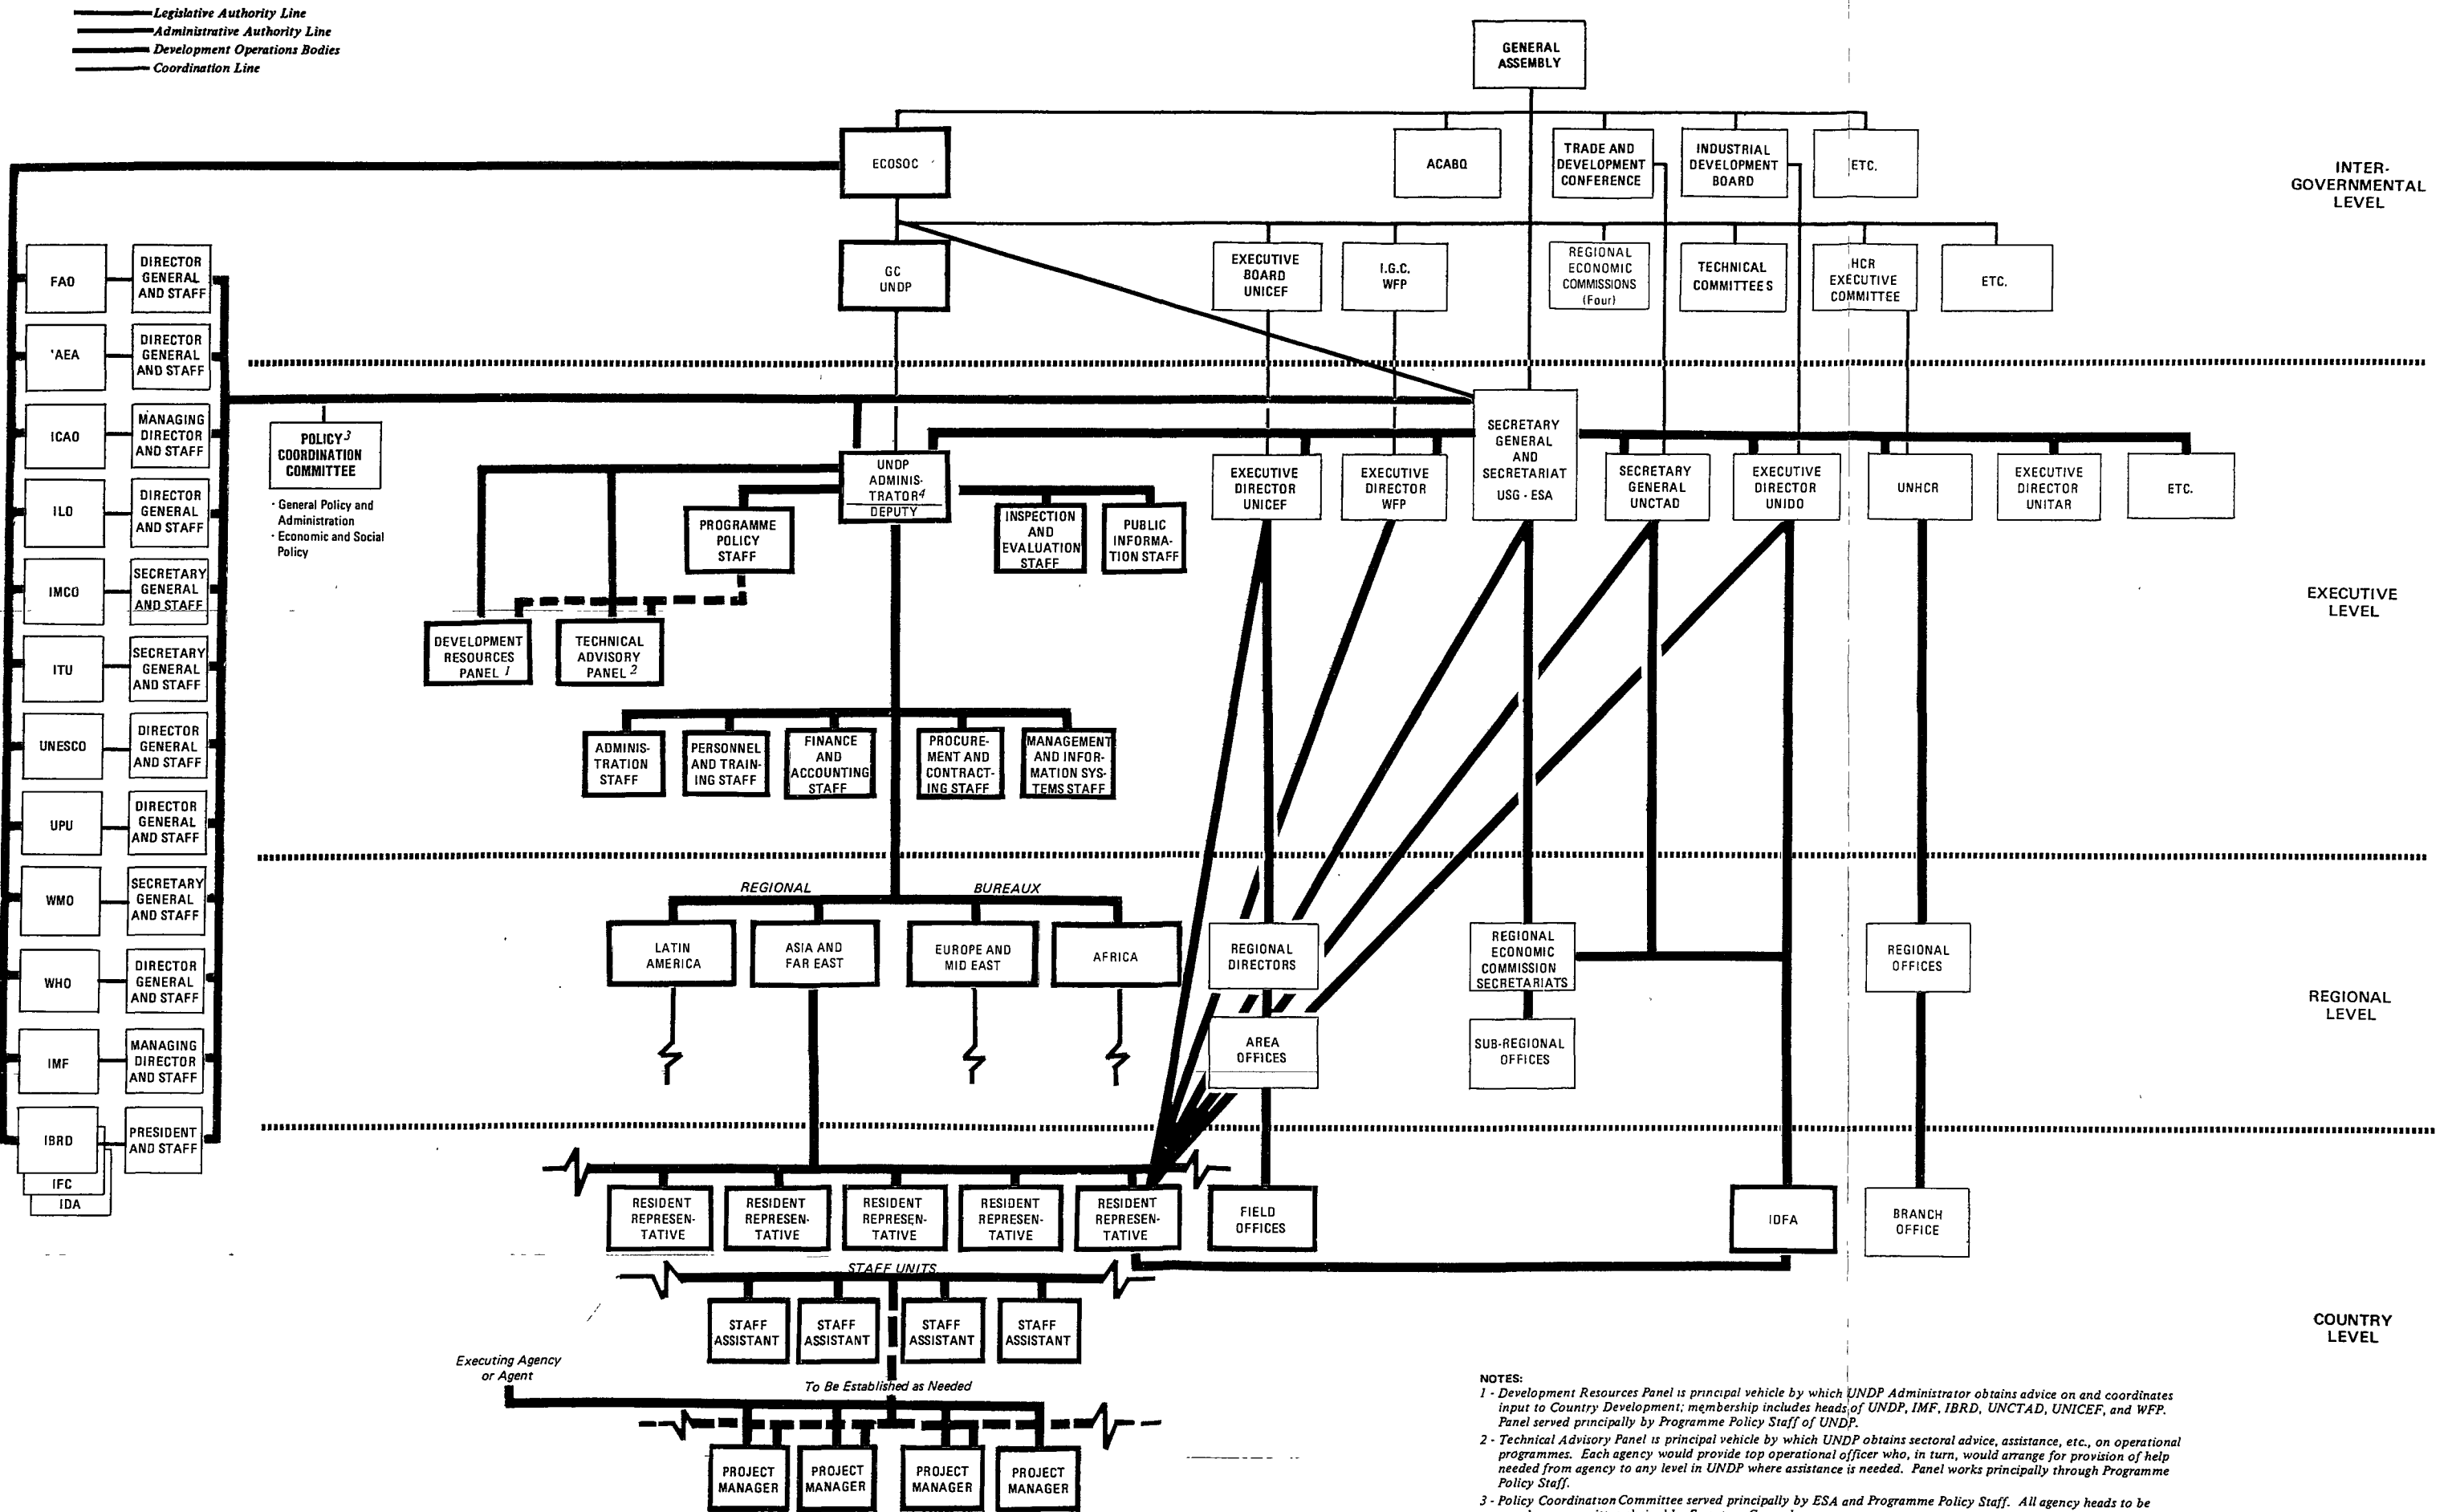 Legislative Authority Line
Administrative Authority Line
Development Operations Bodies
Coordination Line
GENERAL
ASSEMBLY
ECOSOC
ACABQ
TRADE AND
DEVELOPMENT
CONFERENCE
INDUSTRIAL
DEVELOPMENT
BOARD
ETC.
INTER-
GOVERNMENTAL
LEVEL
GC
UNDP
EXECUTIVE
BOARD
UNICEF
I.G.C.
WFP
REGIONAL
ECONOMIC
COMMISSIONS
(Four)
TECHNICAL
COMMITTEES
HCR
EXECUTIVE
COMMITTEE
ETC.
FAO
DIRECTOR
GENERAL
AND STAFF
'AEA
DIRECTOR
GENERAL
AND STAFF
ICAO
MANAGING
DIRECTOR
AND STAFF
ILO
DIRECTOR
GENERAL
AND STAFF
IMCO
SECRETARY
GENERAL
AND STAFF
ITU
SECRETARY
GENERAL
AND STAFF
UNESCO
DIRECTOR
GENERAL
AND STAFF
UPU
DIRECTOR
GENERAL
AND STAFF
WMO
SECRETARY
GENERAL
AND STAFF
WHO
DIRECTOR
GENERAL
AND STAFF
IMF
MANAGING
DIRECTOR
AND STAFF
IBRD
PRESIDENT
AND STAFF
IFC
IDA
POLICY3
COORDINATION
COMMITTEE
· General Policy and
Administration
· Economic and Social
Policy
UNDP
ADMINIS-
TRATOR4
DEPUTY
EXECUTIVE
DIRECTOR
UNICEF
EXECUTIVE
DIRECTOR
WFP
SECRETARY
GENERAL
AND
SECRETARIAT
USG - ESA
SECRETARY
GENERAL
UNCTAD
EXECUTIVE
DIRECTOR
UNIDO
UNHCR
EXECUTIVE
DIRECTOR
UNITAR
ETC.
PROGRAMME
POLICY
STAFF
INSPECTION
AND
EVALUATION
STAFF
PUBLIC
INFORMA-
TION STAFF
EXECUTIVE
LEVEL
DEVELOPMENT
RESOURCES
PANEL 1
TECHNICAL
ADVISORY
PANEL 2
ADMINIS-
TRATION
STAFF
PERSONNEL
AND TRAIN-
ING STAFF
FINANCE
AND
ACCOUNTING
STAFF
PROCURE-
MENT AND
CONTRACT-
ING STAFF
MANAGEMENT
AND INFOR-
MATION SYS-
TEMS STAFF
REGIONAL BUREAUX
LATIN
AMERICA
ASIA AND
FAR EAST
EUROPE AND
MID EAST
AFRICA
REGIONAL
DIRECTORS
REGIONAL
ECONOMIC
COMMISSION
SECRETARIATS
REGIONAL
OFFICES
REGIONAL
LEVEL
AREA
OFFICES
SUB-REGIONAL
OFFICES
RESIDENT
REPRESEN-
TATIVE
RESIDENT
REPRESEN-
TATIVE
RESIDENT
REPRESEN-
TATIVE
RESIDENT
REPRESEN-
TATIVE
RESIDENT
REPRESEN-
TATIVE
FIELD
OFFICES
IDFA
BRANCH
OFFICE
STAFF UNITS
STAFF
ASSISTANT
STAFF
ASSISTANT
STAFF
ASSISTANT
STAFF
ASSISTANT
COUNTRY
LEVEL
Executing Agency
or Agent
To Be Established as Needed
PROJECT
MANAGER
PROJECT
MANAGER
PROJECT
MANAGER
PROJECT
MANAGER
NOTES:
1 - Development Resources Panel is principal vehicle by which UNDP Administrator obtains advice on and coordinates
input to Country Development; membership includes heads of UNDP, IMF, IBRD, UNCTAD, UNICEF, and WFP.
Panel served principally by Programme Policy Staff of UNDP.
2 - Technical Advisory Panel is principal vehicle by which UNDP obtains sectoral advice, assistance, etc., on operational
programmes. Each agency would provide top operational officer who, in turn, would arrange for provision of help
needed from agency to any level in UNDP where assistance is needed. Panel works principally through Programme
Policy Staff.
3 - Policy Coordination Committee served principally by ESA and Programme Policy Staff. All agency heads to be